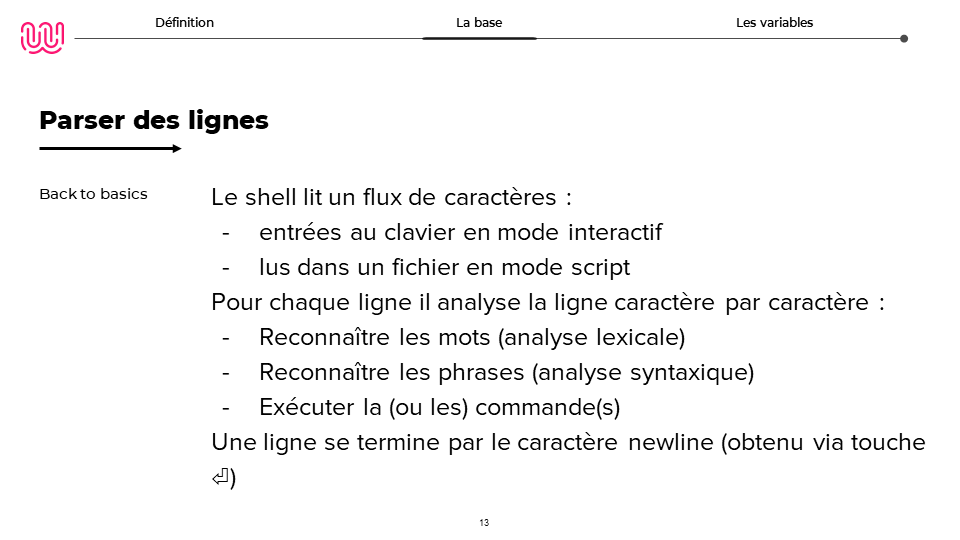 Définition
La base
Les variables
Parser des lignes
Back to basics
Le shell lit un flux de caractères :
- entrées au clavier en mode interactif
- lus dans un fichier en mode script
Pour chaque ligne il analyse la ligne caractère par caractère :
- Reconnaître les mots (analyse lexicale)
- Reconnaître les phrases (analyse syntaxique)
- Exécuter la (ou les) commande(s)
Une ligne se termine par le caractère newline (obtenu via touche
⏎)
13